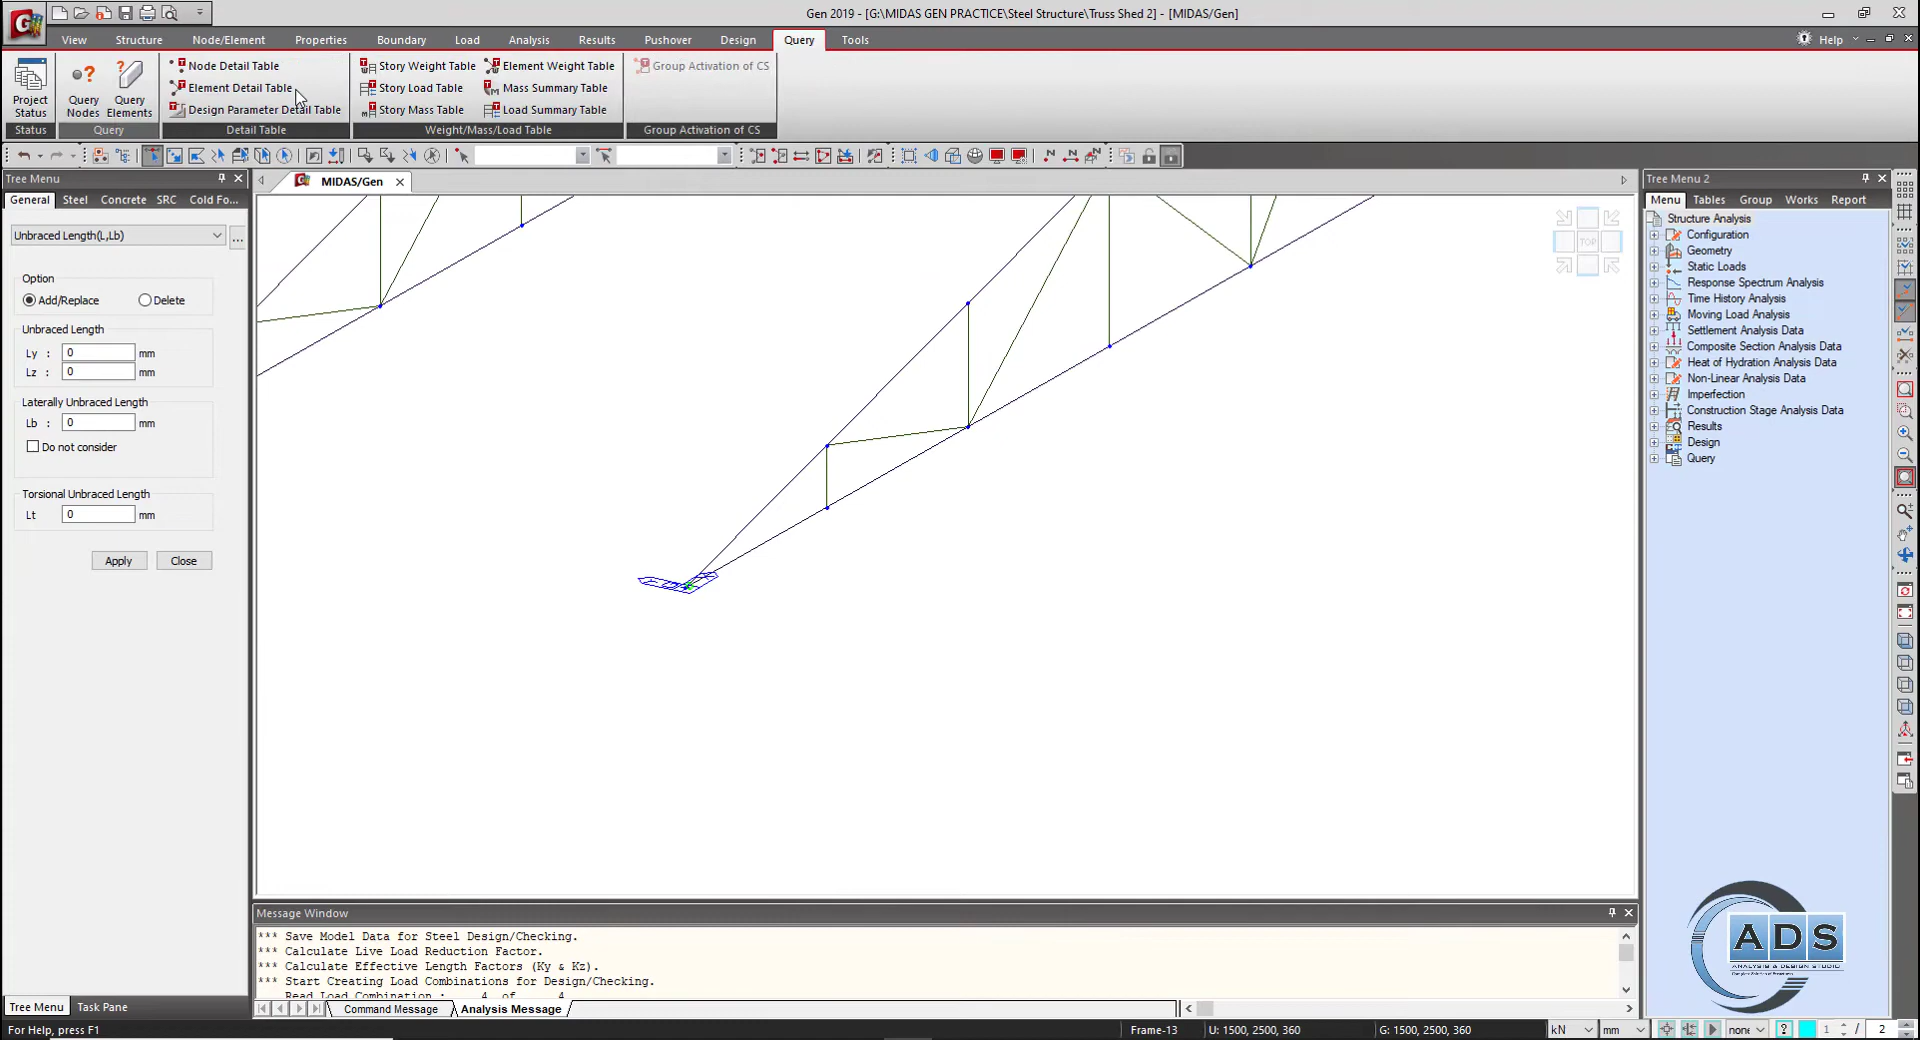 Gen 2019 - [G:\MIDAS GEN PRACTICE\Steel Structure\Truss Shed 2] - [MIDAS/Gen]
View Structure Node/Element Properties Boundary Load Analysis Results Pushover Design Query Tools Help
Project Status
Query Nodes
Query Elements
Node Detail Table
Element Detail Table
Design Parameter Detail Table
Story Weight Table
Story Load Table
Story Mass Table
Element Weight Table
Mass Summary Table
Load Summary Table
Group Activation of CS
Status Query Detail Table Weight/Mass/Load Table Group Activation of CS
Tree Menu
General Steel Concrete SRC Cold Fo...
Unbraced Length(L,Lb)
...
Option
Add/Replace Delete
Unbraced Length
Ly : 0 mm
Lz : 0 mm
Laterally Unbraced Length
Lb : 0 mm
Do not consider
Torsional Unbraced Length
Lt 0 mm
Apply Close
Tree Menu Task Pane
MIDAS/Gen
TOP
Message Window
*** Save Model Data for Steel Design/Checking.
*** Calculate Live Load Reduction Factor.
*** Calculate Effective Length Factors (Ky & Kz).
*** Start Creating Load Combinations for Design/Checking.
Read Load Combination : 4 of 4
Command Message Analysis Message
Tree Menu 2
Menu Tables Group Works Report
Structure Analysis
Configuration
Geometry
Static Loads
Response Spectrum Analysis
Time History Analysis
Moving Load Analysis
Settlement Analysis Data
Composite Section Analysis Data
Heat of Hydration Analysis Data
Non-Linear Analysis Data
Imperfection
Construction Stage Analysis Data
Results
Design
Query
ADS
ANALYSIS & DESIGN STUDIO
For Help, press F1
Frame-13 U: 1500, 2500, 360 G: 1500, 2500, 360 kN mm none 1 / 2